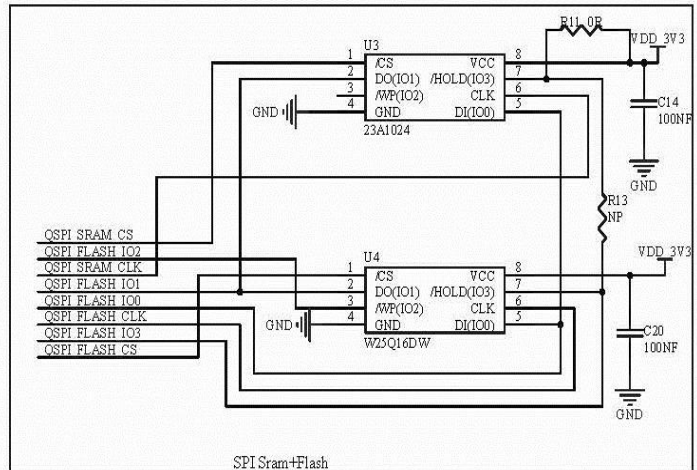 R11 0R
U3
VDD_3V3
1 /CS VCC 8
2 DO(IO1) /HOLD(IO3) 7
3 /WP(IO2) CLK 6
4 GND DI(IO0) 5
GND
23A1024
C14
100NF
GND
R13
NP
QSPI SRAM CS
QSPI FLASH IO2
QSPI SRAM CLK
QSPI FLASH IO1
QSPI FLASH IO0
QSPI FLASH CLK
QSPI FLASH IO3
QSPI FLASH CS
U4
VDD_3V3
1 /CS VCC 8
2 DO(IO1) /HOLD(IO3) 7
3 /WP(IO2) CLK 6
4 GND DI(IO0) 5
GND
W25Q16DW
C20
100NF
GND
SPI Sram+Flash